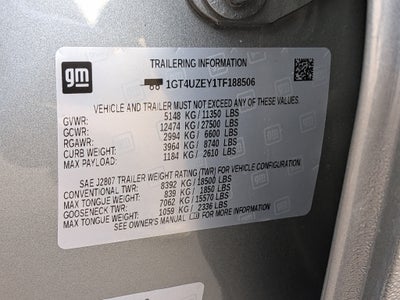 gm
TRAILERING INFORMATION
1GT4UZEY1TF188506
VEHICLE AND TRAILER MUST NOT EXCEED ANY OF THESE VALUES
GVWR: 5148 KG / 11350 LBS
GCWR: 12474 KG / 27500 LBS
RGAWR: 2994 KG / 6600 LBS
CURB WEIGHT: 3964 KG / 8740 LBS
MAX PAYLOAD: 1184 KG / 2610 LBS
SAE J2807 TRAILER WEIGHT RATING (TWR) FOR VEHICLE CONFIGURATION.
CONVENTIONAL TWR: 8392 KG / 18500 LBS
MAX TONGUE WEIGHT: 839 KG / 1850 LBS
GOOSENECK TWR: 7062 KG / 15570 LBS
MAX TONGUE WEIGHT: 1059 KG / 2336 LBS
SEE OWNER'S MANUAL FOR MORE INFORMATION